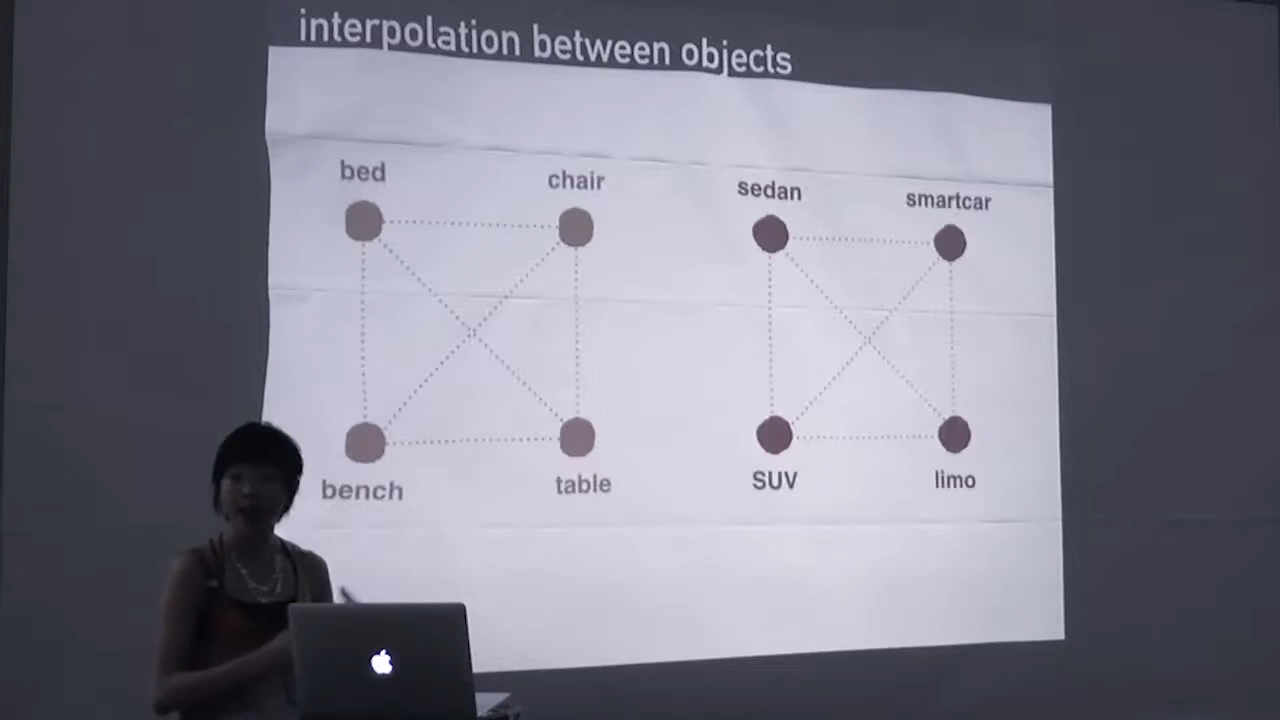 interpolation between objects
bed
chair
sedan
smartcar
bench
table
SUV
limo